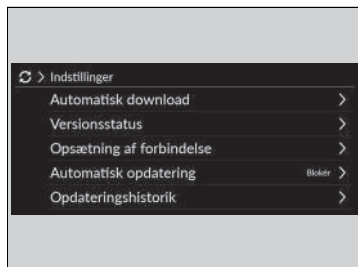 Indstillinger
Automatisk download
Versionsstatus
Opsætning af forbindelse
Automatisk opdatering Blokér
Opdateringshistorik